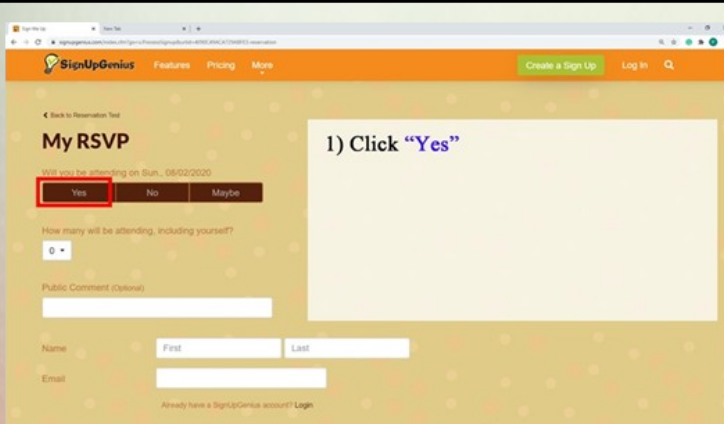 Sign Me Up
New Tab
SignUpGenius Features Pricing More Create a Sign Up Log In
Back to Reservation Test
My RSVP
1) Click “Yes”
Will you be attending on Sun., 08/02/2020
Yes No Maybe
How many will be attending, including yourself?
0
Public Comment (Optional)
Name First Last
Email
Already have a SignUpGenius account? Login